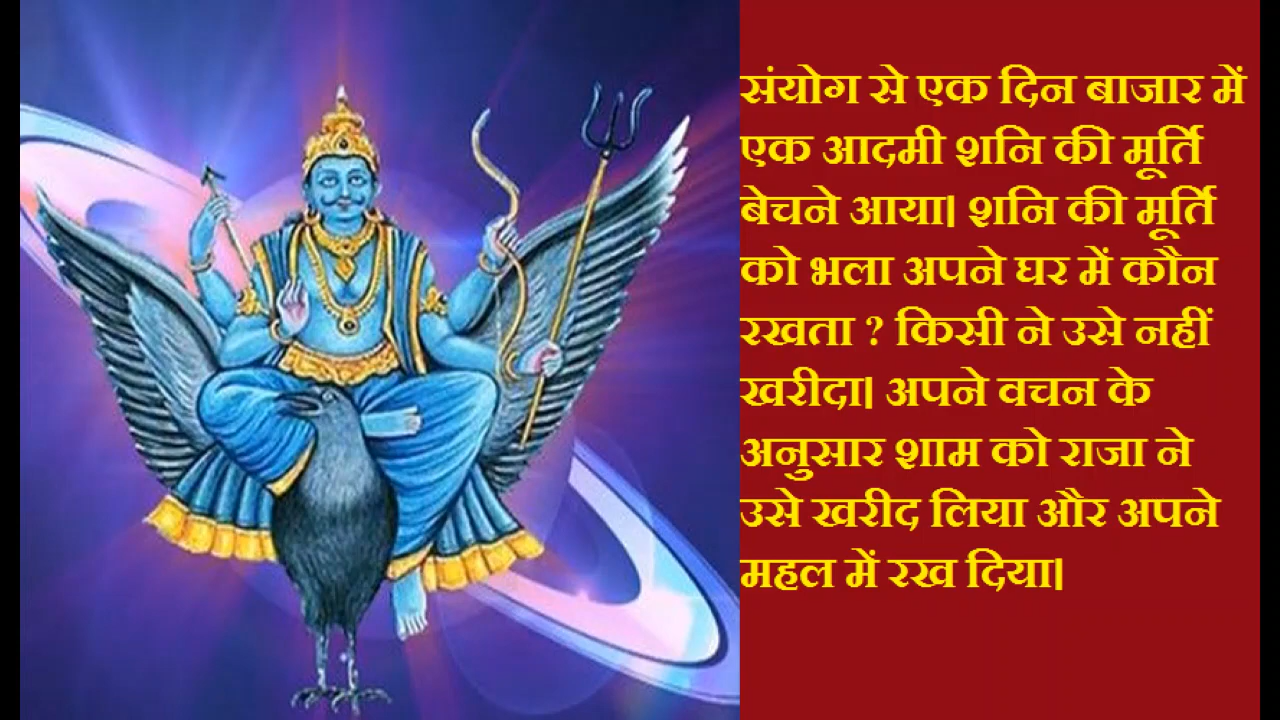 संयोग से एक दिन बाजार में
एक आदमी शनि की मूर्ति
बेचने आया। शनि की मूर्ति
को भला अपने घर में कौन
रखता ? किसी ने उसे नहीं
खरीदा। अपने वचन के
अनुसार शाम को राजा ने
उसे खरीद लिया और अपने
महल में रख दिया।